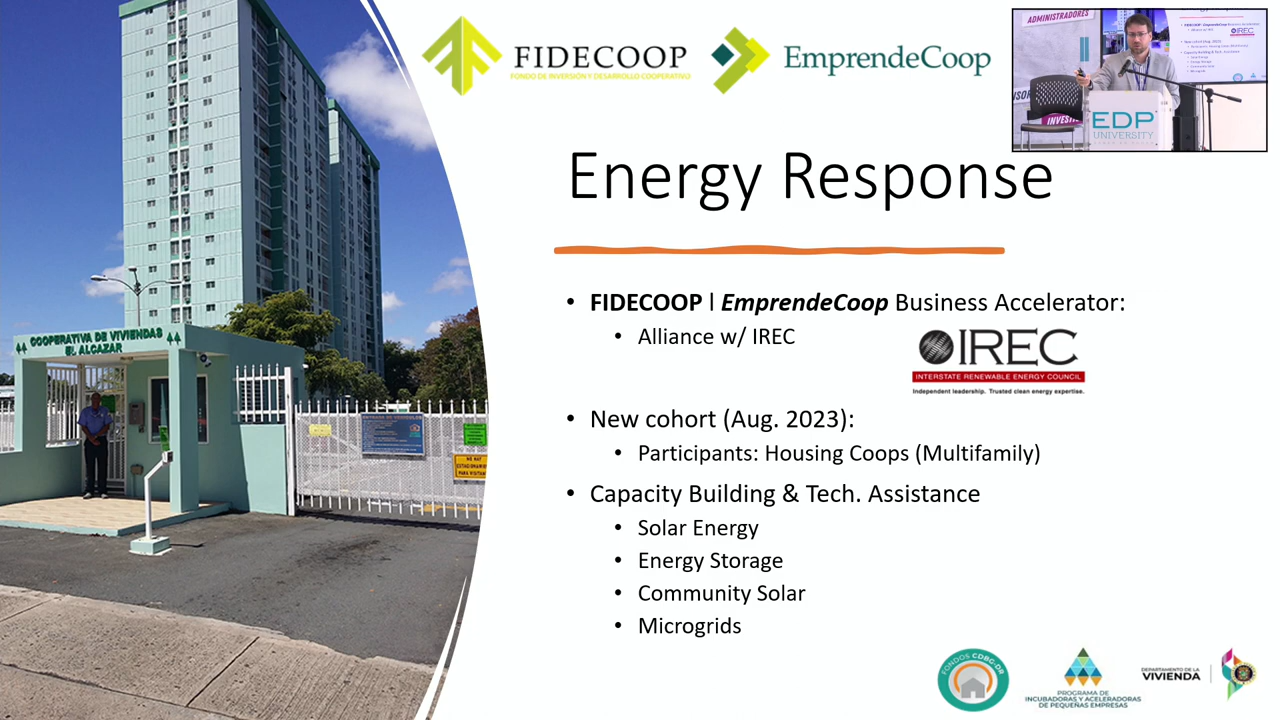 FIDECOOP
FONDO DE INVERSIÓN Y DESARROLLO COOPERATIVO
EmprendeCoop
ADMINISTRADORES
EDP
UNIVERSITY
Energy Response
• FIDECOOP l EmprendeCoop Business Accelerator:
• Alliance w/ IREC
IREC
INTERSTATE RENEWABLE ENERGY COUNCIL
Independent leadership. Trusted clean energy expertise.
• New cohort (Aug. 2023):
• Participants: Housing Coops (Multifamily)
• Capacity Building & Tech. Assistance
• Solar Energy
• Energy Storage
• Community Solar
• Microgrids
COOPERATIVA DE VIVIENDAS
EL ALCAZAR
NO HAY
FONDOS CDBG-DR
PROGRAMA DE
INCUBADORAS Y ACELERADORAS
DE PEQUEÑAS EMPRESAS
DEPARTAMENTO DE LA
VIVIENDA